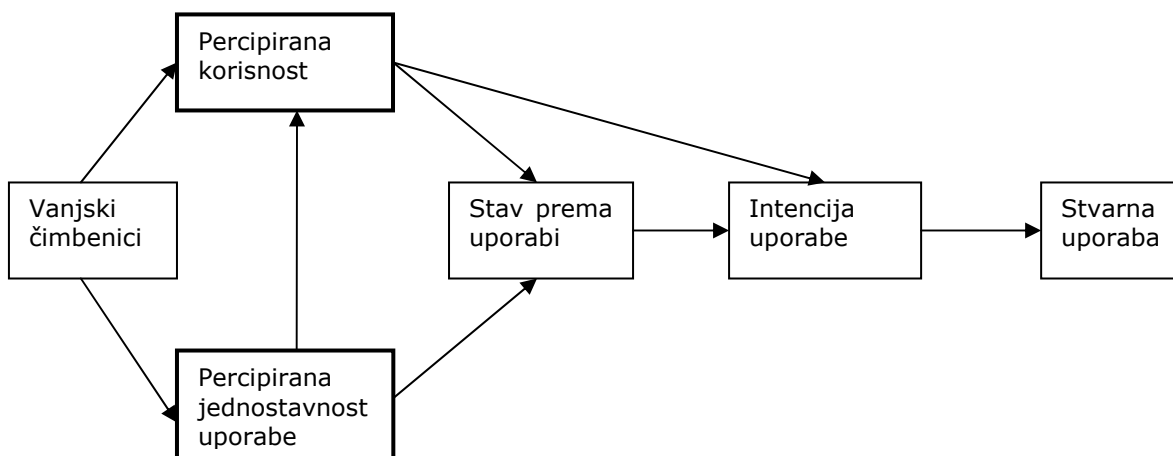 Percipirana
korisnost
Vanjski
čimbenici
Stav prema
uporabi
Intencija
uporabe
Stvarna
uporaba
Percipirana
jednostavnost
uporabe